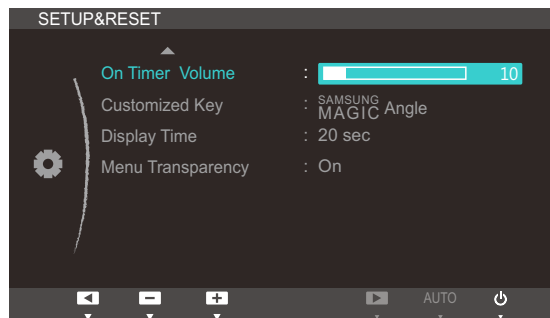 SETUP&RESET
On Timer Volume : 10
Customized Key : SAMSUNG MAGIC Angle
Display Time : 20 sec
Menu Transparency : On
AUTO